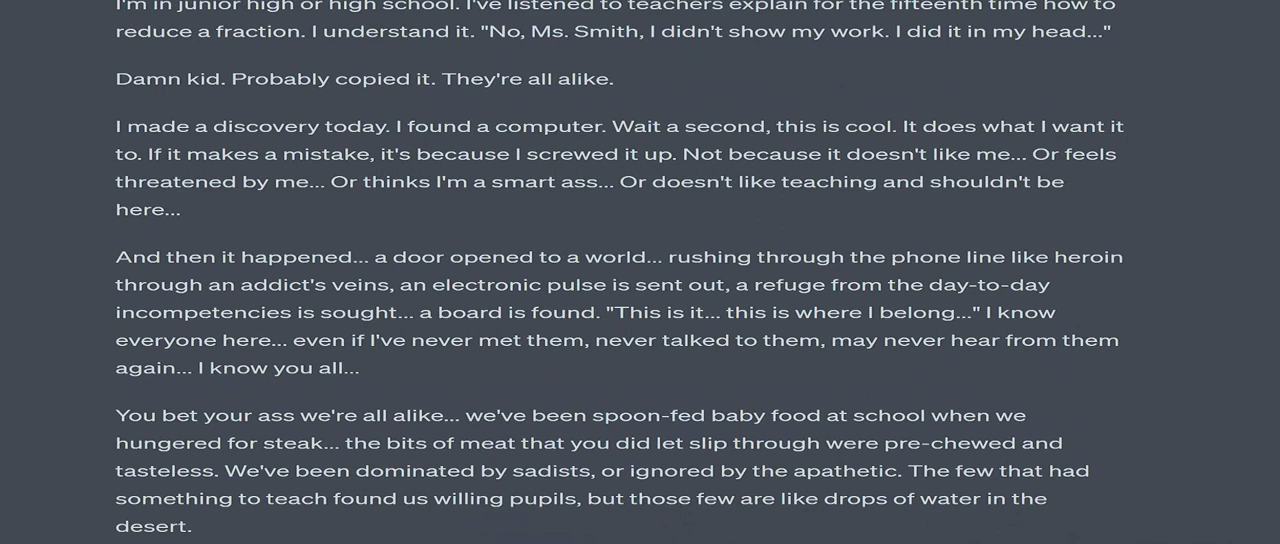 I'm in junior high or high school. I've listened to teachers explain for the fifteenth time how to
reduce a fraction. I understand it. "No, Ms. Smith, I didn't show my work. I did it in my head..."
Damn kid. Probably copied it. They're all alike.
I made a discovery today. I found a computer. Wait a second, this is cool. It does what I want it
to. If it makes a mistake, it's because I screwed it up. Not because it doesn't like me... Or feels
threatened by me... Or thinks I'm a smart ass... Or doesn't like teaching and shouldn't be
here...
And then it happened... a door opened to a world... rushing through the phone line like heroin
through an addict's veins, an electronic pulse is sent out, a refuge from the day-to-day
incompetencies is sought... a board is found. "This is it... this is where I belong..." I know
everyone here... even if I've never met them, never talked to them, may never hear from them
again... I know you all...
You bet your ass we're all alike... we've been spoon-fed baby food at school when we
hungered for steak... the bits of meat that you did let slip through were pre-chewed and
tasteless. We've been dominated by sadists, or ignored by the apathetic. The few that had
something to teach found us willing pupils, but those few are like drops of water in the
desert.